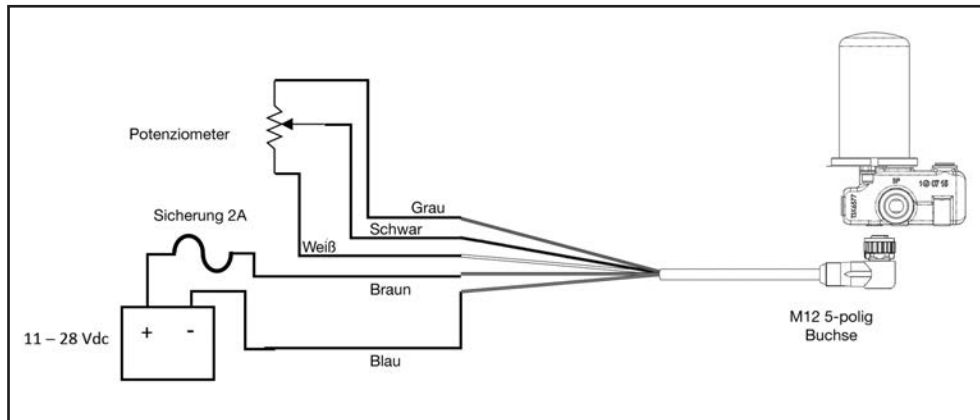 Potenziometer
Grau
Sicherung 2A
Schwar
Weiß
Braun
11 – 28 Vdc
+ -
Blau
M12 5-polig
Buchse